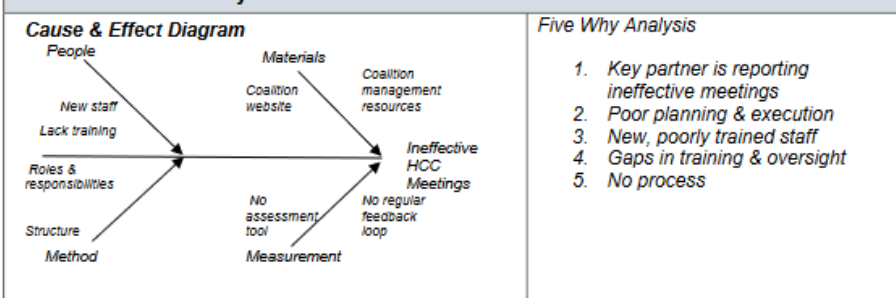 Cause & Effect Diagram
People
Materials
Coalition
website
Coalition
management
resources
New staff
Lack training
Ineffective
HCC
Meetings
Roles &
responsibilities
No
assessment
tool
No regular
feedback
loop
Structure
Method
Measurement
Five Why Analysis
1. Key partner is reporting
ineffective meetings
2. Poor planning & execution
3. New, poorly trained staff
4. Gaps in training & oversight
5. No process